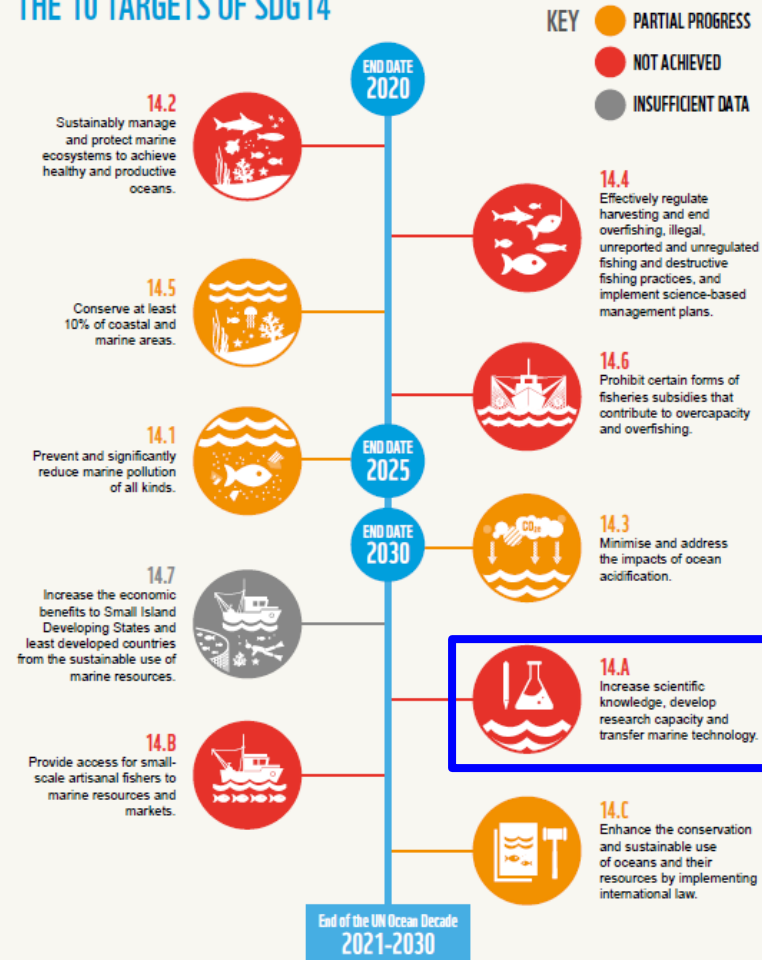 THE 10 TARGETS OF SDG14
KEY
PARTIAL PROGRESS
NOT ACHIEVED
INSUFFICIENT DATA
END DATE
2020
14.2
Sustainably manage
and protect marine
ecosystems to achieve
healthy and productive
oceans.
14.4
Effectively regulate
harvesting and end
overfishing, illegal,
unreported and unregulated
fishing and destructive
fishing practices, and
implement science-based
management plans.
14.5
Conserve at least
10% of coastal and
marine areas.
14.6
Prohibit certain forms of
fisheries subsidies that
contribute to overcapacity
and overfishing.
14.1
Prevent and significantly
reduce marine pollution
of all kinds.
END DATE
2025
END DATE
2030
14.3
Minimise and address
the impacts of ocean
acidification.
14.7
Increase the economic
benefits to Small Island
Developing States and
least developed countries
from the sustainable use of
marine resources.
14.A
Increase scientific
knowledge, develop
research capacity and
transfer marine technology.
14.B
Provide access for small-
scale artisanal fishers to
marine resources and
markets.
14.C
Enhance the conservation
and sustainable use
of oceans and their
resources by implementing
international law.
End of the UN Ocean Decade
2021-2030